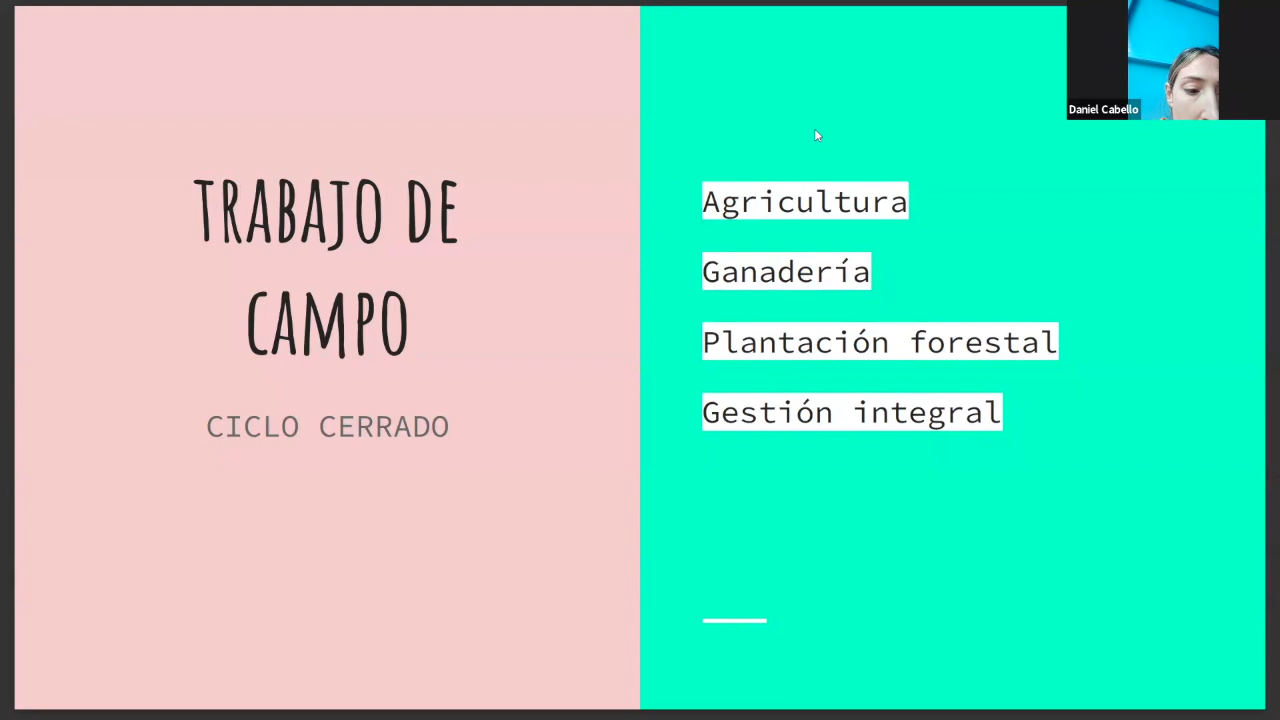 TRABAJO DE
CAMPO
CICLO CERRADO
Agricultura
Ganadería
Plantación forestal
Gestión integral
Daniel Cabello